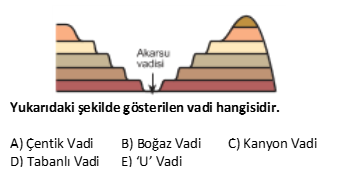 Akarsu
vadisi
Yukarıdaki şekilde gösterilen vadi hangisidir.
A) Çentik Vadi B) Boğaz Vadi C) Kanyon Vadi
D) Tabanlı Vadi E) ‘U’ Vadi